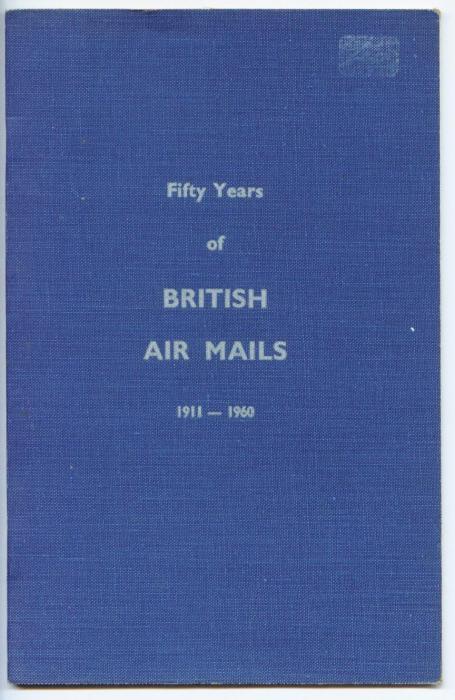 Fifty Years
of
BRITISH
AIR MAILS
1911 — 1960